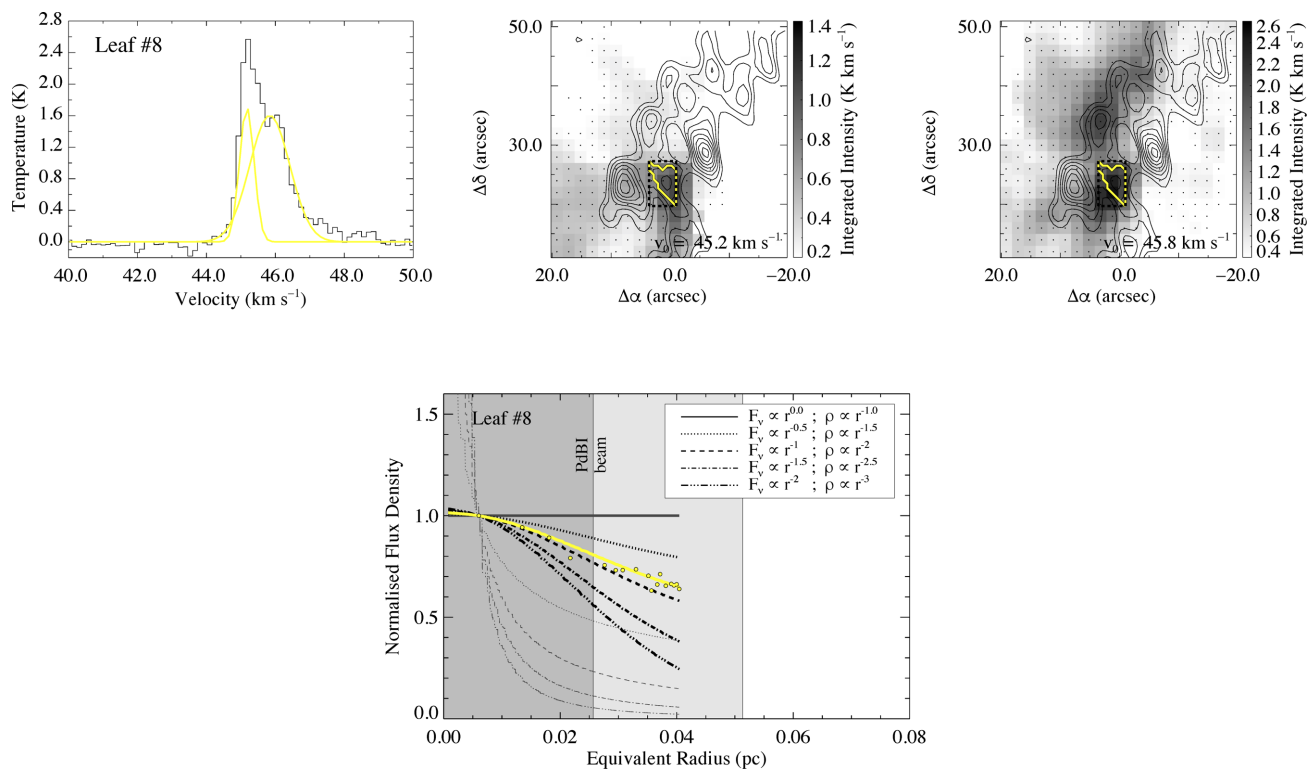 Leaf #8
Temperature (K)
2.8
2.4
2.0
1.6
1.2
0.8
0.4
0.0
40.0 42.0 44.0 46.0 48.0 50.0
Velocity (km s⁻¹)
Δδ (arcsec)
50.0
30.0
v₀ = 45.2 km s⁻¹
20.0 0.0 −20.0
Δα (arcsec)
1.4
1.2
1.0
0.8
0.6
0.4
0.2
Integrated Intensity (K km s⁻¹)
Δδ (arcsec)
50.0
30.0
v₀ = 45.8 km s⁻¹
20.0 0.0 −20.0
Δα (arcsec)
2.6
2.4
2.2
2.0
1.8
1.6
1.4
1.2
1.0
0.8
0.6
0.4
Integrated Intensity (K km s⁻¹)
Normalised Flux Density
1.5
1.0
0.5
0.0
Leaf #8
PdBI
beam
F_ν ∝ r^0.0 ; ρ ∝ r^-1.0
F_ν ∝ r^-0.5 ; ρ ∝ r^-1.5
F_ν ∝ r^-1 ; ρ ∝ r^-2
F_ν ∝ r^-1.5 ; ρ ∝ r^-2.5
F_ν ∝ r^-2 ; ρ ∝ r^-3
0.00 0.02 0.04 0.06 0.08
Equivalent Radius (pc)